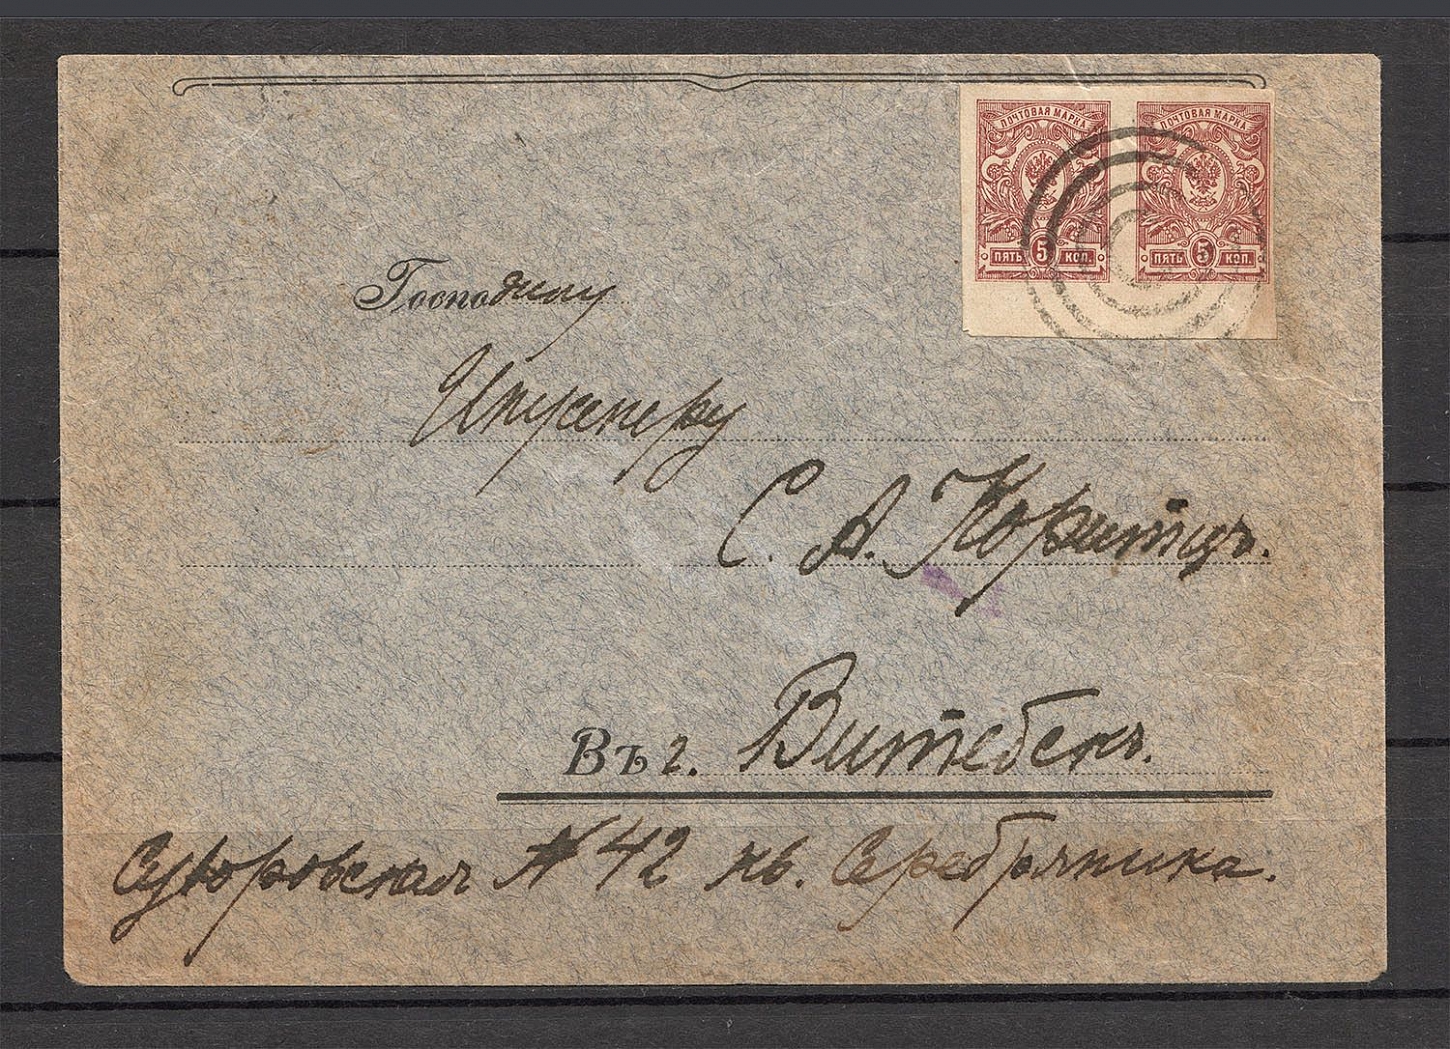 ПОЧТОВАЯ МАРКА ПОЧТОВАЯ МАРКА
5 5
ПЯТЬ КОП. ПЯТЬ КОП.
Господину
Инженеру
С. А.
Въ г. Витебскъ.
Суворовская № 42 кв. Серебряника.